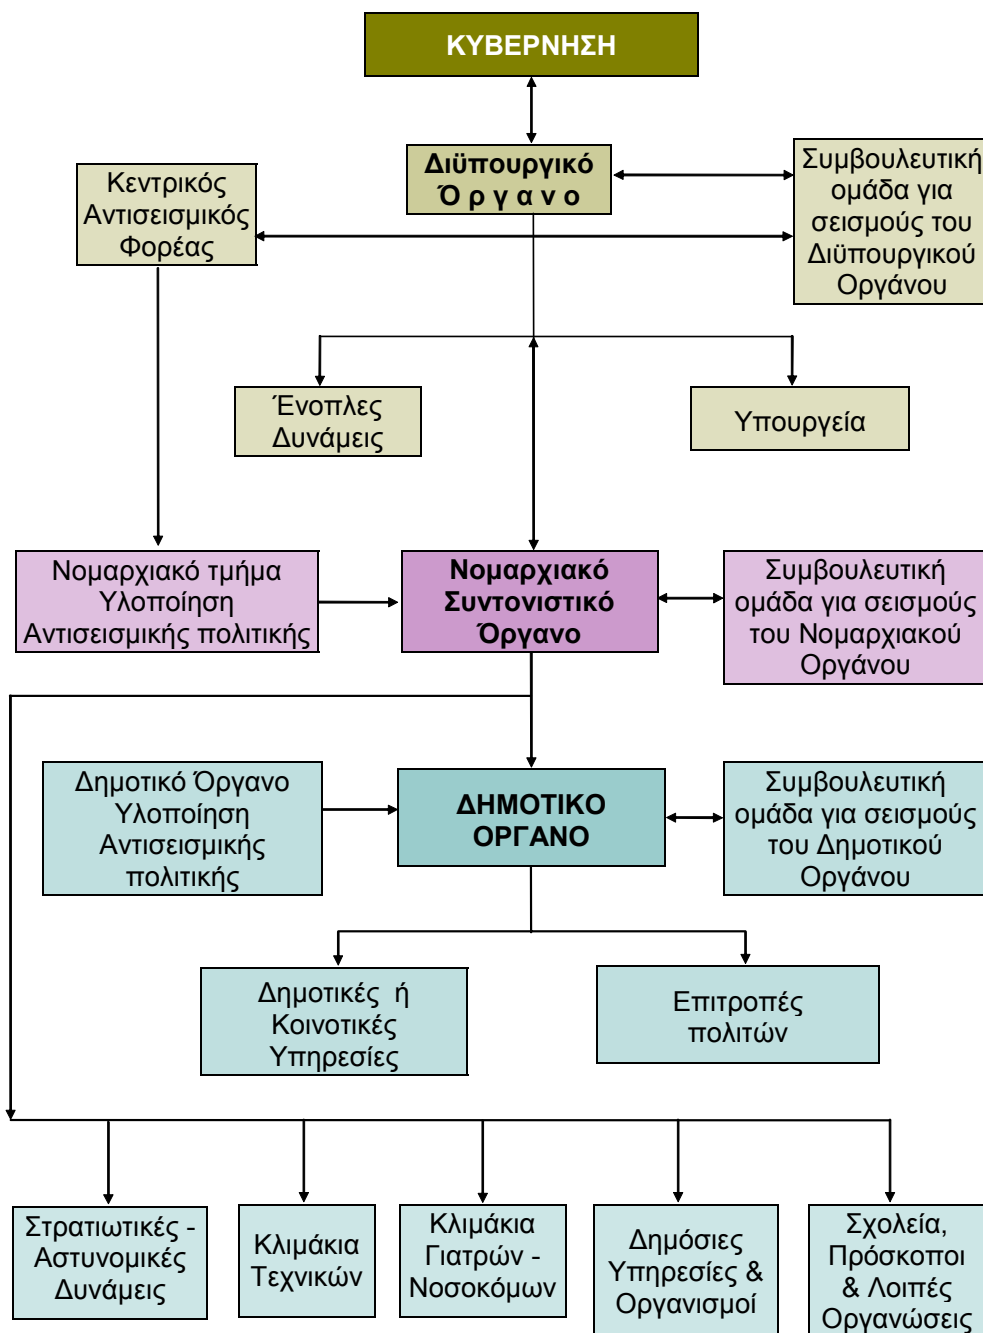 ΚΥΒΕΡΝΗΣΗ
Διϋπουργικό
Ό ρ γ α ν ο
Συμβουλευτική
ομάδα για
σεισμούς του
Διϋπουργικού
Οργάνου
Κεντρικός
Αντισεισμικός
Φορέας
Ένοπλες
Δυνάμεις
Υπουργεία
Νομαρχιακό τμήμα
Υλοποίηση
Αντισεισμικής πολιτικής
Νομαρχιακό
Συντονιστικό
Όργανο
Συμβουλευτική
ομάδα για σεισμούς
του Νομαρχιακού
Οργάνου
Δημοτικό Όργανο
Υλοποίηση
Αντισεισμικής
πολιτικής
ΔΗΜΟΤΙΚΟ
ΟΡΓΑΝΟ
Συμβουλευτική
ομάδα για σεισμούς
του Δημοτικού
Οργάνου
Δημοτικές ή
Κοινοτικές
Υπηρεσίες
Επιτροπές
πολιτών
Στρατιωτικές -
Αστυνομικές
Δυνάμεις
Κλιμάκια
Τεχνικών
Κλιμάκια
Γιατρών -
Νοσοκόμων
Δημόσιες
Υπηρεσίες &
Οργανισμοί
Σχολεία,
Πρόσκοποι
& Λοιπές
Οργανώσεις